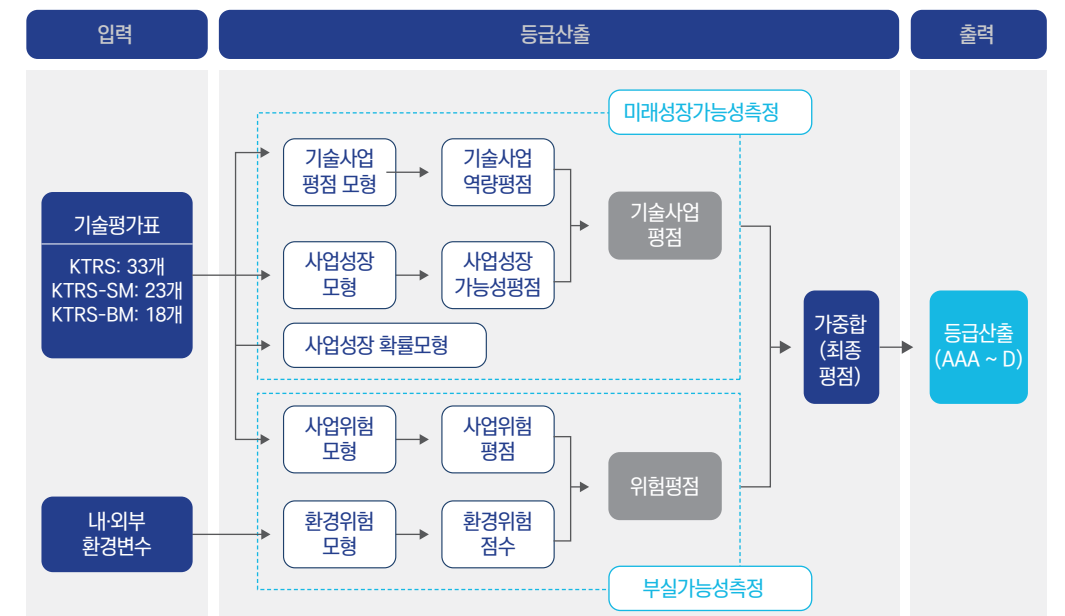 입력
등급산출
출력
미래성장가능성측정
기술평가표
KTRS: 33개
KTRS-SM: 23개
KTRS-BM: 18개
기술사업
평점 모형
기술사업
역량평점
사업성장
모형
사업성장
가능성평점
사업성장 확률모형
기술사업
평점
사업위험
모형
사업위험
평점
내·외부
환경변수
환경위험
모형
환경위험
점수
위험평점
부실가능성측정
가중합
(최종
평점)
등급산출
(AAA ~ D)